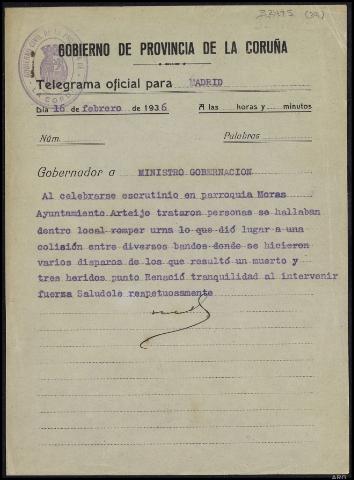 (39)
GOBIERNO DE PROVINCIA DE LA CORUÑA
Telegrama oficial para MADRID
Día 16 de febrero de 1936 A las horas y minutos
Núm. Palabras
Gobernador a MINISTRO GOBERNACION
Al celebrarse escrutinio en parroquia Moras
Ayuntamiento Arteijo trataron personas se hallaban
dentro local romper urna lo que dió lugar a una
colisión entre diversos bandos donde se hicieron
varios disparos de los que resultó un muerto y
tres heridos punto Renació tranquilidad al intervenir
fuerza Saludole respetuosamente